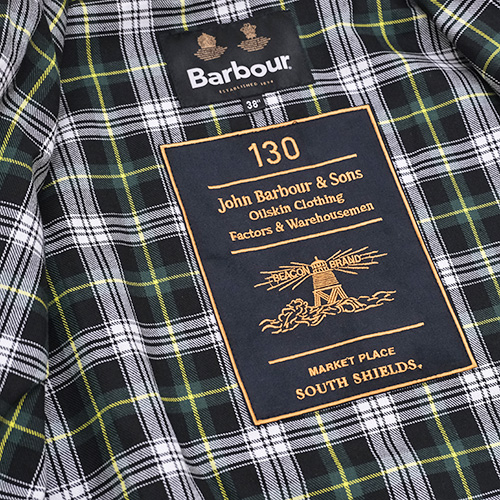 Barbour.
ESTABLISHED 1894
38"
130
John Barbour & Sons
Oilskin Clothing
Factors & Warehousemen
BEACON BRAND
MARKET PLACE
SOUTH SHIELDS.